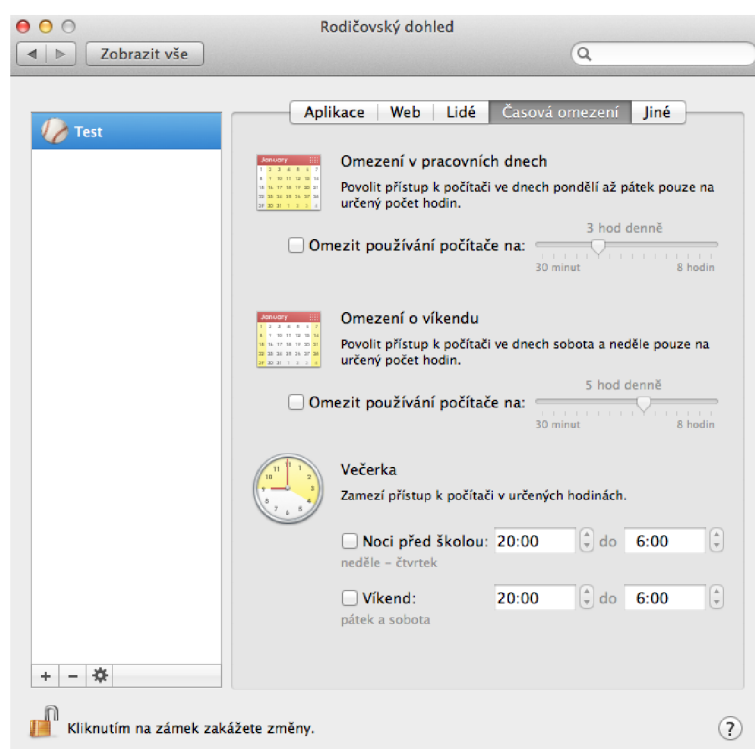 Rodičovský dohled
Zobrazit vše
Test
Aplikace Web Lidé Časová omezení Jiné
Omezení v pracovních dnech
Povolit přístup k počítači ve dnech pondělí až pátek pouze na
určený počet hodin.
3 hod denně
Omezit používání počítače na:
30 minut 8 hodin
Omezení o víkendu
Povolit přístup k počítači ve dnech sobota a neděle pouze na
určený počet hodin.
5 hod denně
Omezit používání počítače na:
30 minut 8 hodin
Večerka
Zamezí přístup k počítači v určených hodinách.
Noci před školou: 20:00 do 6:00
neděle – čtvrtek
Víkend: 20:00 do 6:00
pátek a sobota
Kliknutím na zámek zakážete změny.